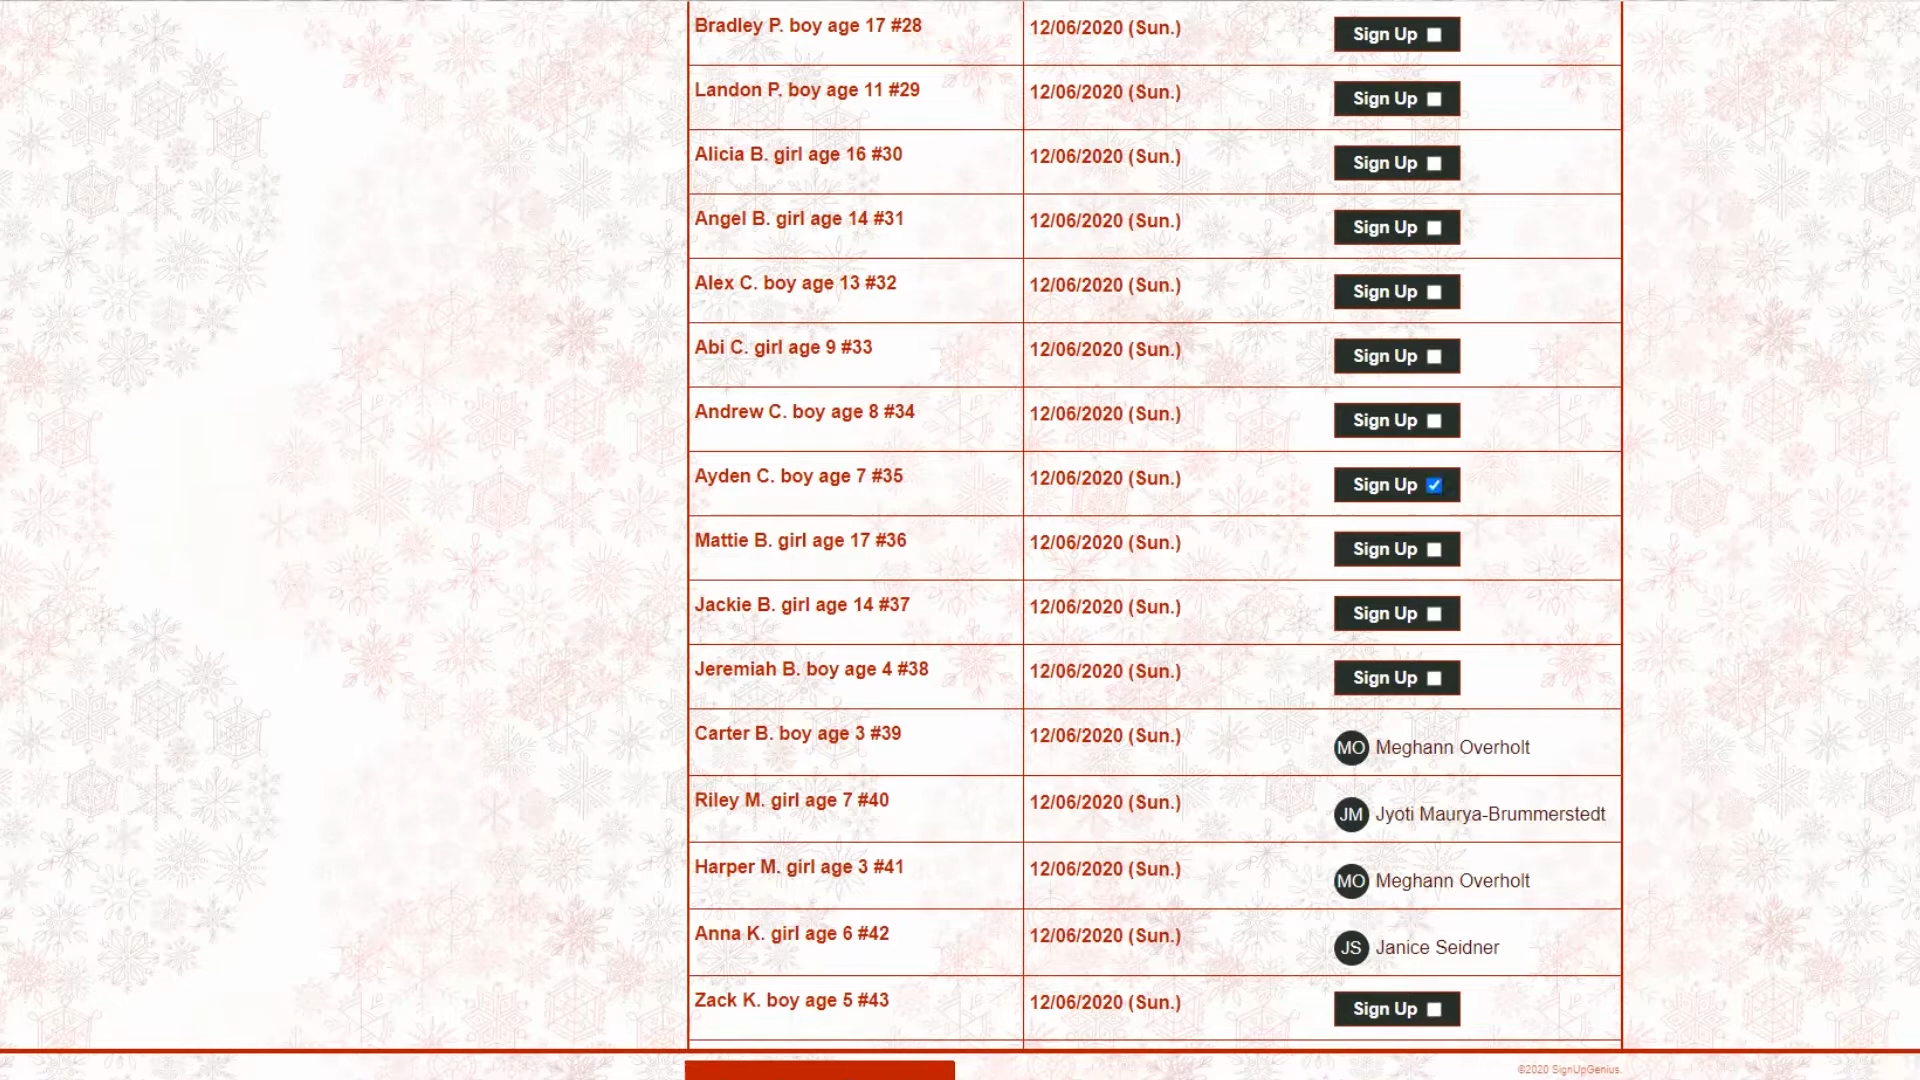 Bradley P. boy age 17 #28 12/06/2020 (Sun.) Sign Up
Landon P. boy age 11 #29 12/06/2020 (Sun.) Sign Up
Alicia B. girl age 16 #30 12/06/2020 (Sun.) Sign Up
Angel B. girl age 14 #31 12/06/2020 (Sun.) Sign Up
Alex C. boy age 13 #32 12/06/2020 (Sun.) Sign Up
Abi C. girl age 9 #33 12/06/2020 (Sun.) Sign Up
Andrew C. boy age 8 #34 12/06/2020 (Sun.) Sign Up
Ayden C. boy age 7 #35 12/06/2020 (Sun.) Sign Up
Mattie B. girl age 17 #36 12/06/2020 (Sun.) Sign Up
Jackie B. girl age 14 #37 12/06/2020 (Sun.) Sign Up
Jeremiah B. boy age 4 #38 12/06/2020 (Sun.) Sign Up
Carter B. boy age 3 #39 12/06/2020 (Sun.) MO Meghann Overholt
Riley M. girl age 7 #40 12/06/2020 (Sun.) JM Jyoti Maurya-Brummerstedt
Harper M. girl age 3 #41 12/06/2020 (Sun.) MO Meghann Overholt
Anna K. girl age 6 #42 12/06/2020 (Sun.) JS Janice Seidner
Zack K. boy age 5 #43 12/06/2020 (Sun.) Sign Up
©2020 SignUpGenius.